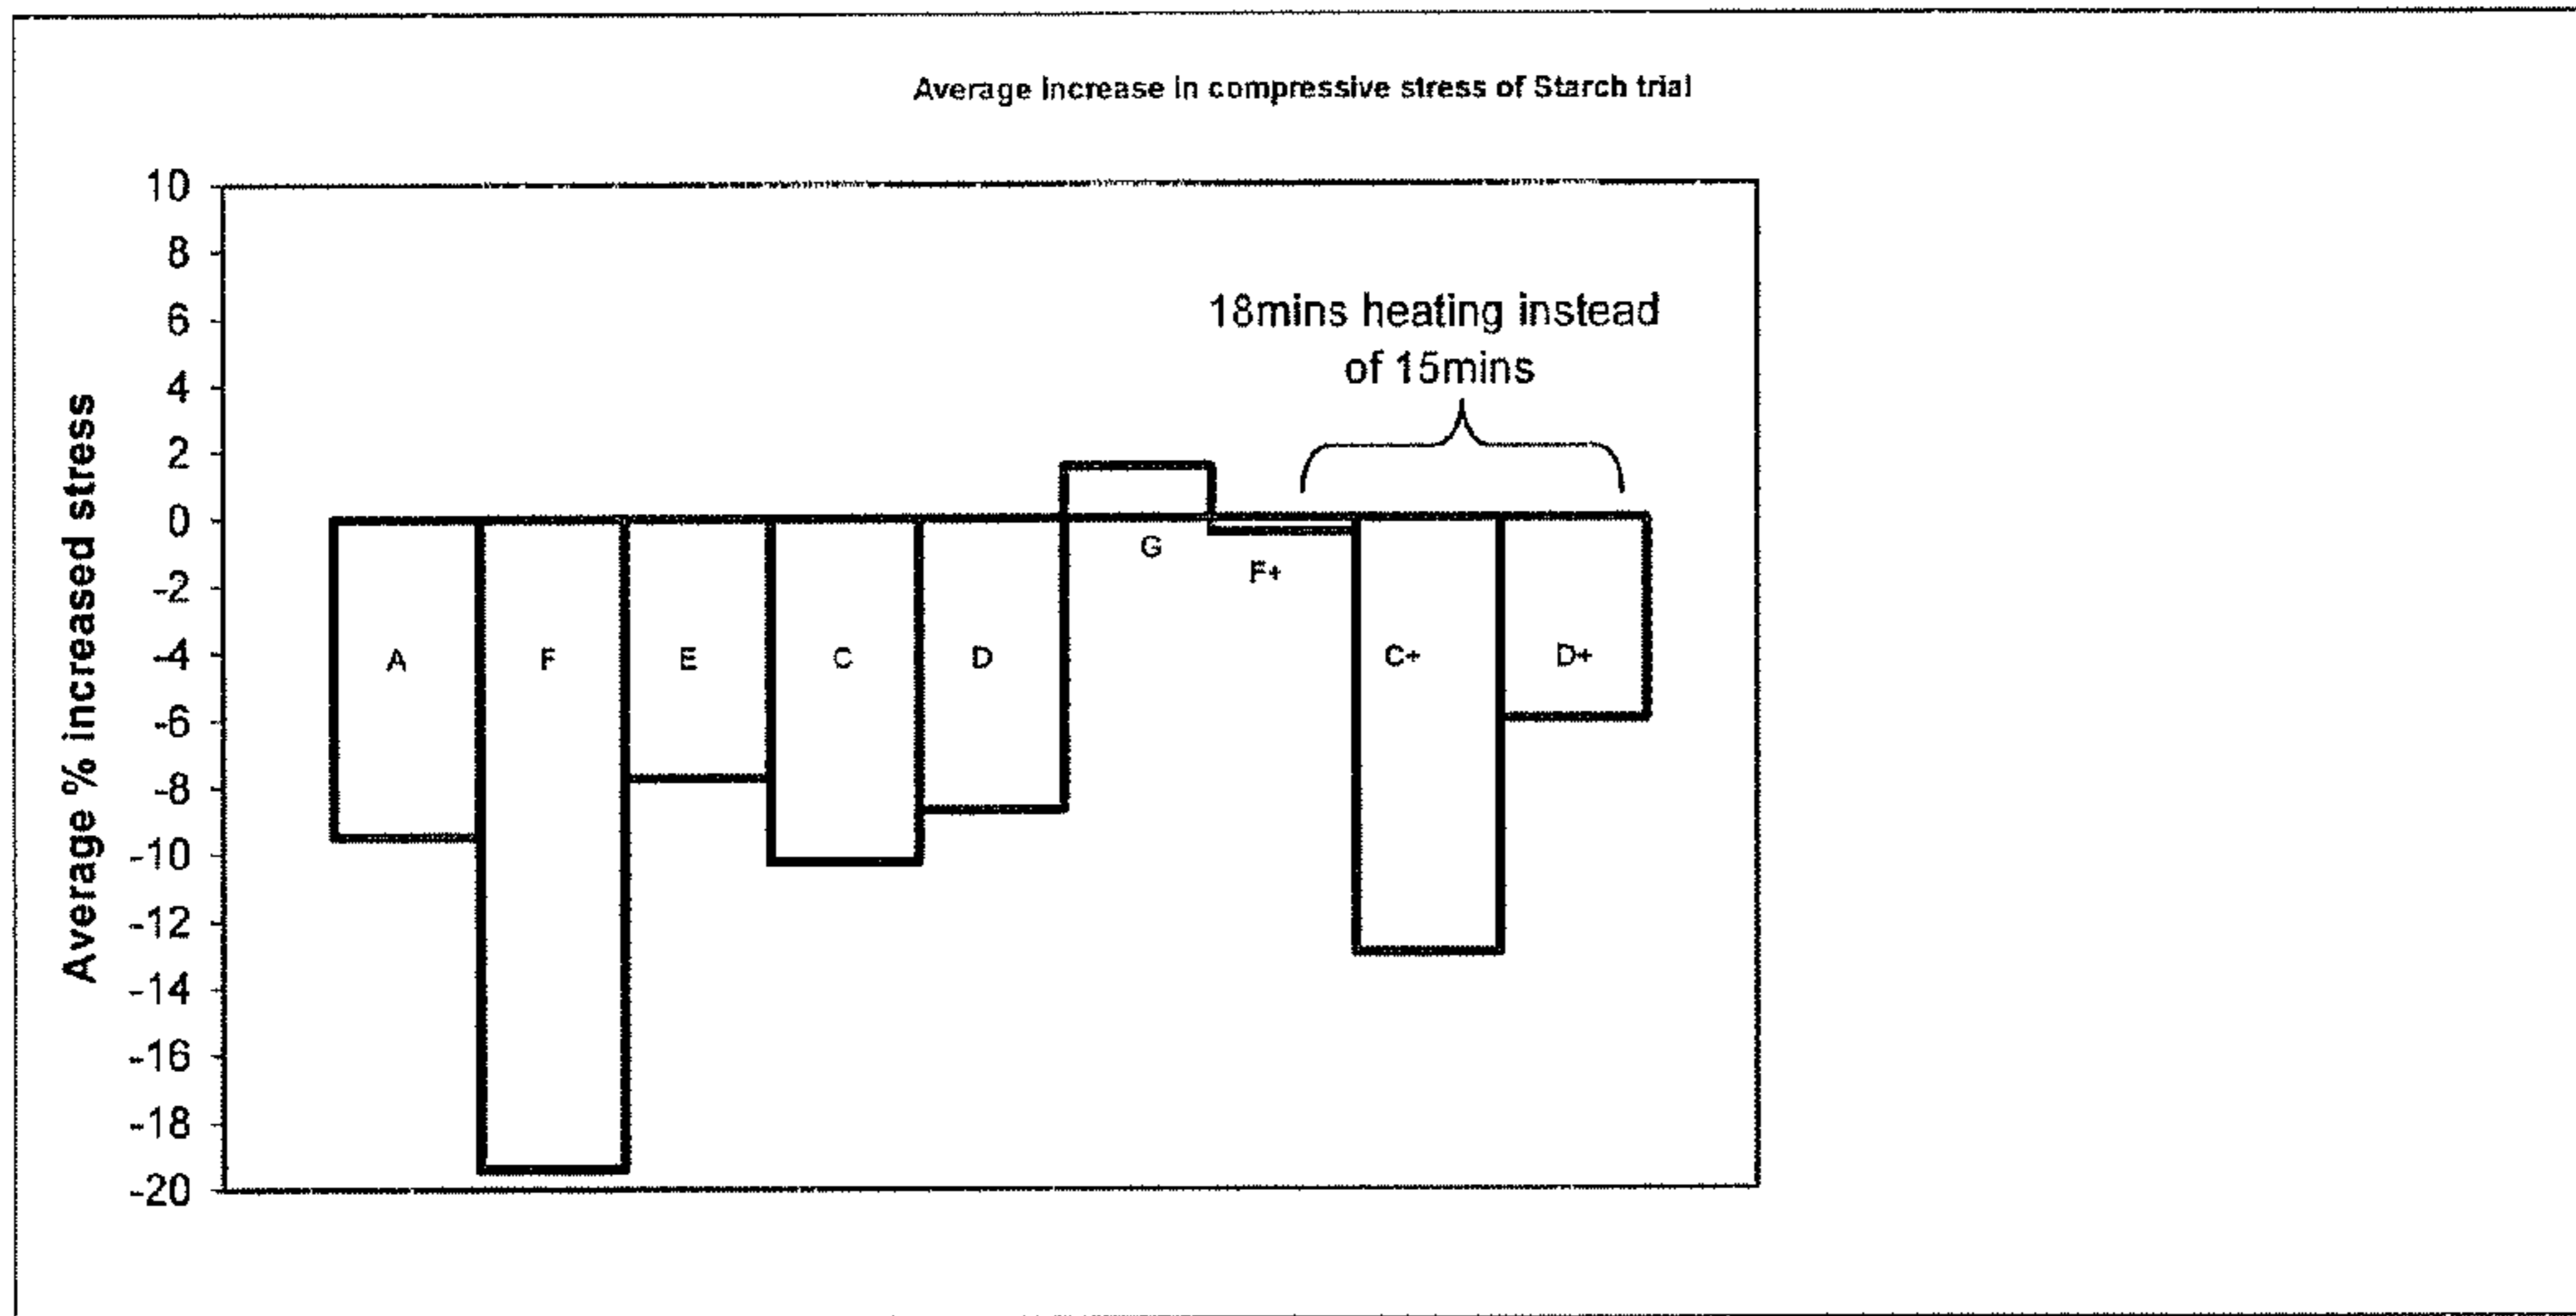 Average Increase in compressive stress of Starch trial
10
8
6
4
2
0
-2
-4
-6
-8
-10
-12
-14
-16
-18
-20
Average % increased stress
18mins heating instead
of 15mins
A
F
E
C
D
G
F+
C+
D+